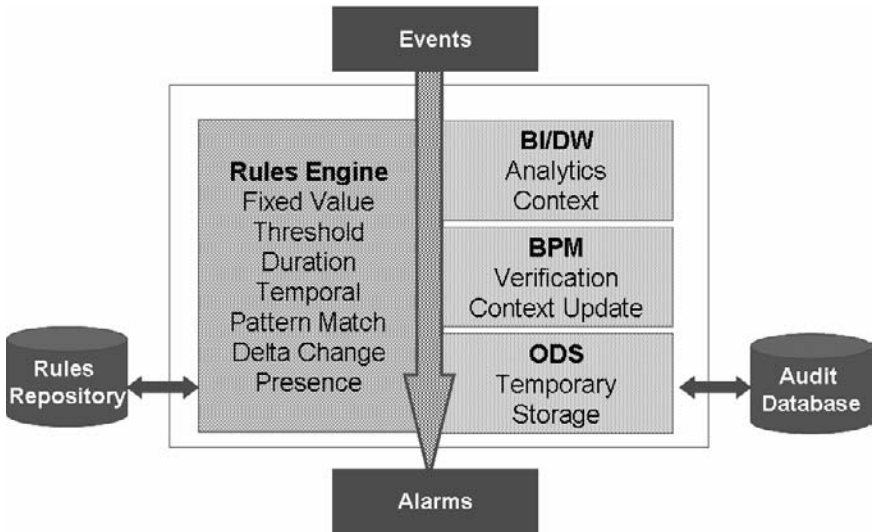 Events
Rules Engine
Fixed Value
Threshold
Duration
Temporal
Pattern Match
Delta Change
Presence
BI/DW
Analytics
Context
BPM
Verification
Context Update
ODS
Temporary
Storage
Rules
Repository
Audit
Database
Alarms